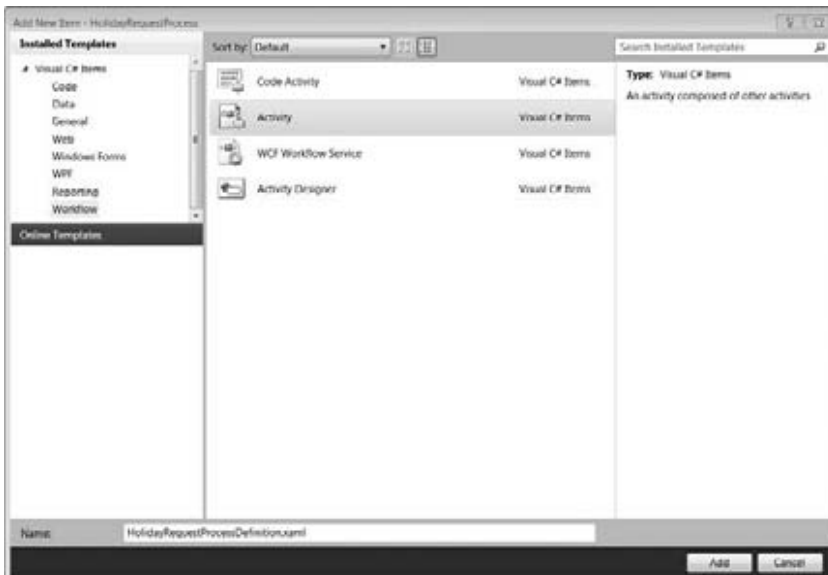 Add New Item - HolidayRequestProcess
Installed Templates
Visual C# Items
Code
Data
General
Web
Windows Forms
WPF
Reporting
Workflow
Online Templates
Sort by: Default
Code Activity Visual C# Items
Activity Visual C# Items
WCF Workflow Service Visual C# Items
Activity Designer Visual C# Items
Search Installed Templates
Type: Visual C# Items
An activity composed of other activities
Name: HolidayRequestProcessDefinition.xaml
Add Cancel